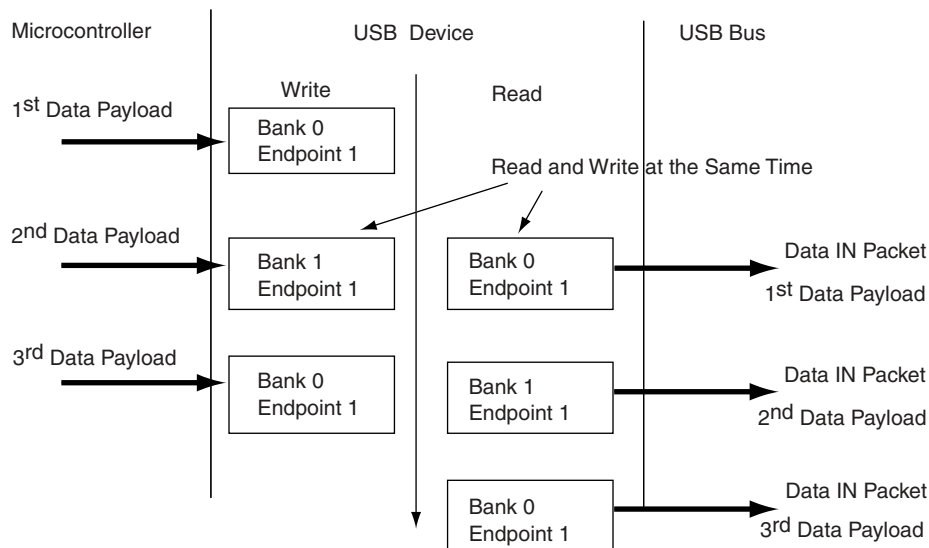 Microcontroller
USB Device
USB Bus
Write
Read
1st Data Payload
Bank 0
Endpoint 1
Read and Write at the Same Time
2nd Data Payload
Bank 1
Endpoint 1
Bank 0
Endpoint 1
Data IN Packet
1st Data Payload
3rd Data Payload
Bank 0
Endpoint 1
Bank 1
Endpoint 1
Data IN Packet
2nd Data Payload
Bank 0
Endpoint 1
Data IN Packet
3rd Data Payload